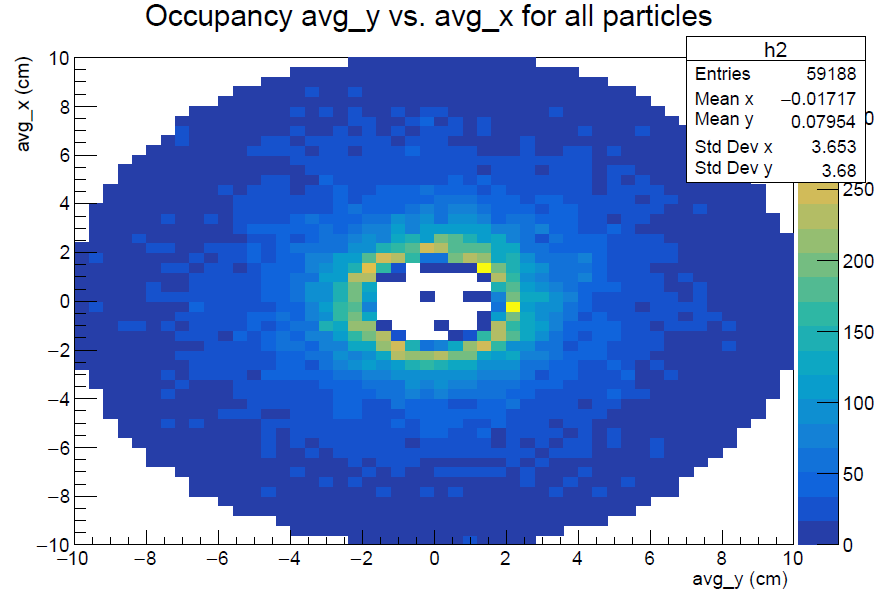 Occupancy avg_y vs. avg_x for all particles
h2
Entries 59188
Mean x −0.01717
Mean y 0.07954
Std Dev x 3.653
Std Dev y 3.68
avg_x (cm)
10
8
6
4
2
0
−2
−4
−6
−8
−10
−10 −8 −6 −4 −2 0 2 4 6 8 10
avg_y (cm)
0
250
200
150
100
50
0